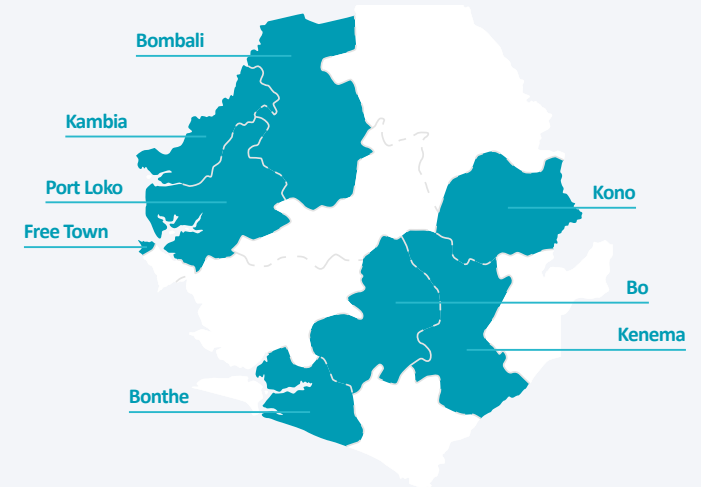 Bombali
Kambia
Port Loko
Kono
Free Town
Bo
Kenema
Bonthe